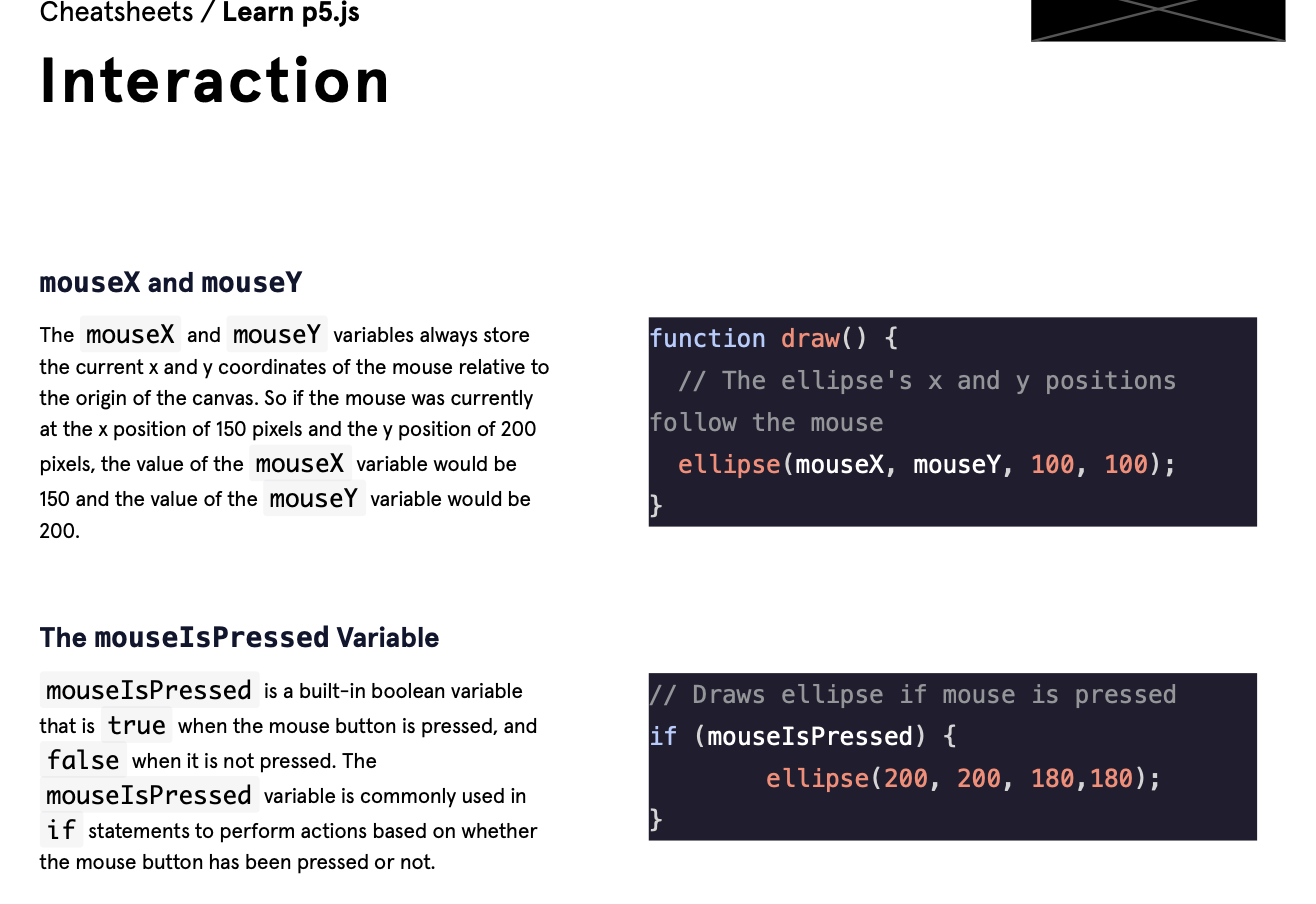 Cheatsheets / Learn p5.js
Interaction
mouseX and mouseY
The mouseX and mouseY variables always store
the current x and y coordinates of the mouse relative to
the origin of the canvas. So if the mouse was currently
at the x position of 150 pixels and the y position of 200
pixels, the value of the mouseX variable would be
150 and the value of the mouseY variable would be
200.
function draw() {
  // The ellipse's x and y positions
follow the mouse
  ellipse(mouseX, mouseY, 100, 100);
}
The mouseIsPressed Variable
mouseIsPressed is a built-in boolean variable
that is true when the mouse button is pressed, and
false when it is not pressed. The
mouseIsPressed variable is commonly used in
if statements to perform actions based on whether
the mouse button has been pressed or not.
// Draws ellipse if mouse is pressed
if (mouseIsPressed) {
        ellipse(200, 200, 180,180);
}